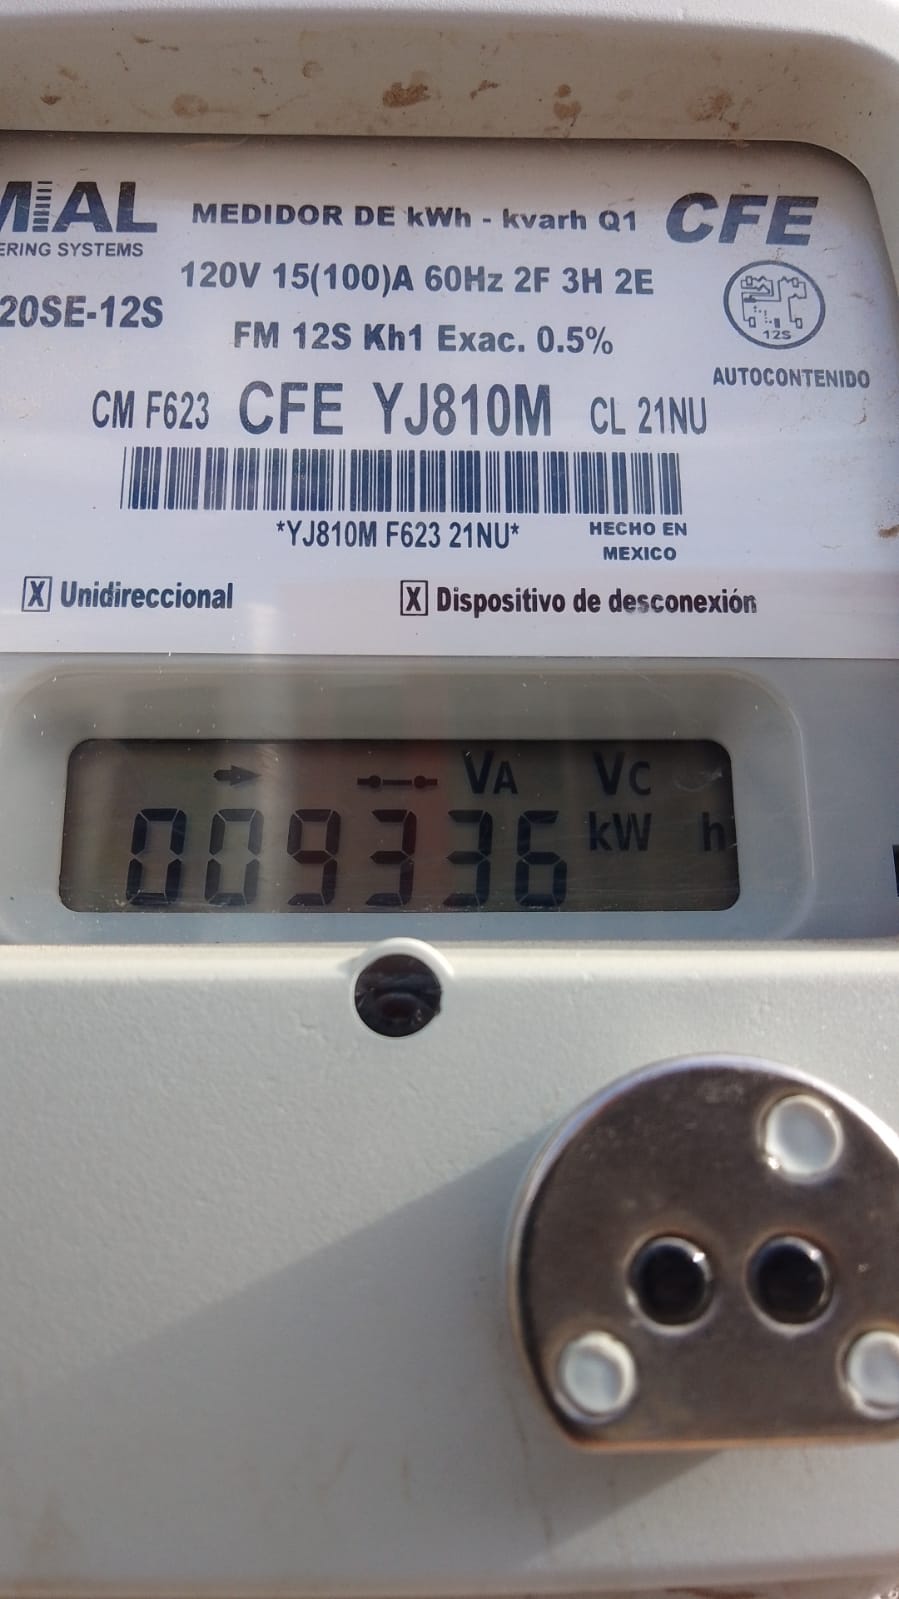 MIAL
MEDIDOR DE kWh - kvarh Q1
CFE
ERING SYSTEMS
120V 15(100)A 60Hz 2F 3H 2E
20SE-12S
FM 12S Kh1 Exac. 0.5%
12S
AUTOCONTENIDO
CM F623 CFE YJ810M CL 21NU
*YJ810M F623 21NU*
HECHO EN
MEXICO
X Unidireccional
X Dispositivo de desconexión
VA VC
009336 kW h